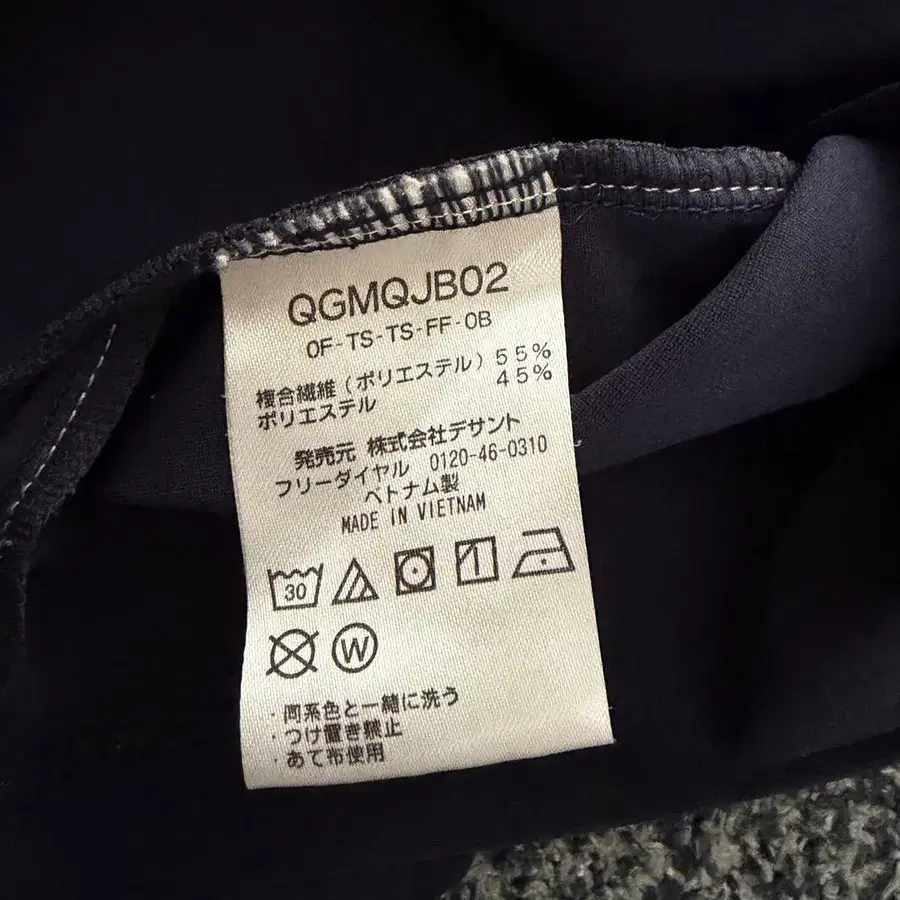 QGMQJB02
OF-TS-TS-FF-OB
複合繊維(ポリエステル) 55%
ポリエステル 45%
発売元 株式会社デサント
フリーダイヤル 0120-46-0310
ベトナム製
MADE IN VIETNAM
30
W
・同系色と一緒に洗う
・つけ置き禁止
・あて布使用